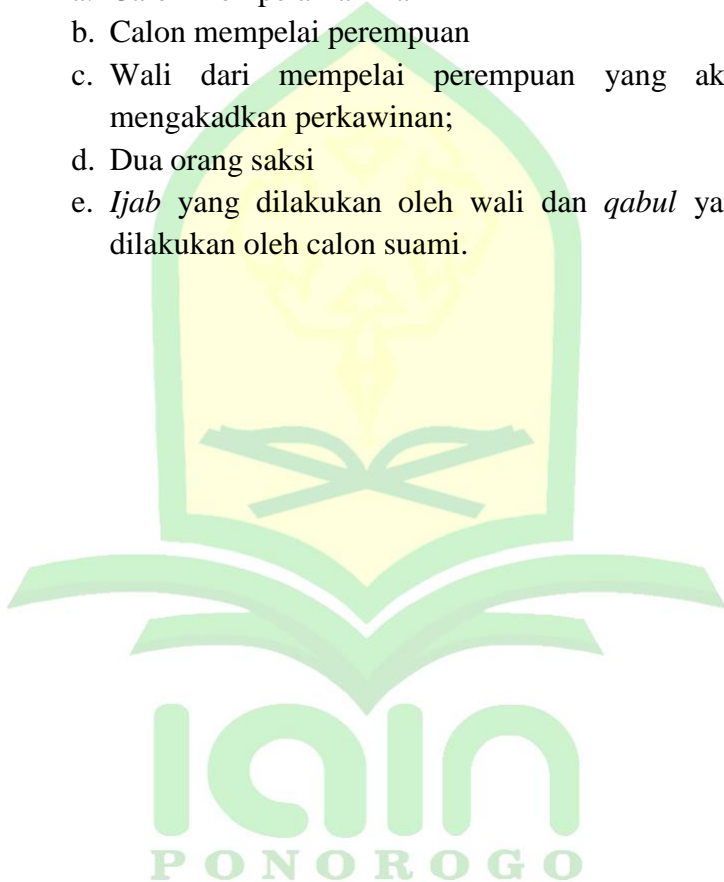 b. Calon mempelai perempuan
c. Wali dari mempelai perempuan yang ak
mengakadkan perkawinan;
d. Dua orang saksi
e. Ijab yang dilakukan oleh wali dan qabul ya
dilakukan oleh calon suami.
iain
PONOROGO